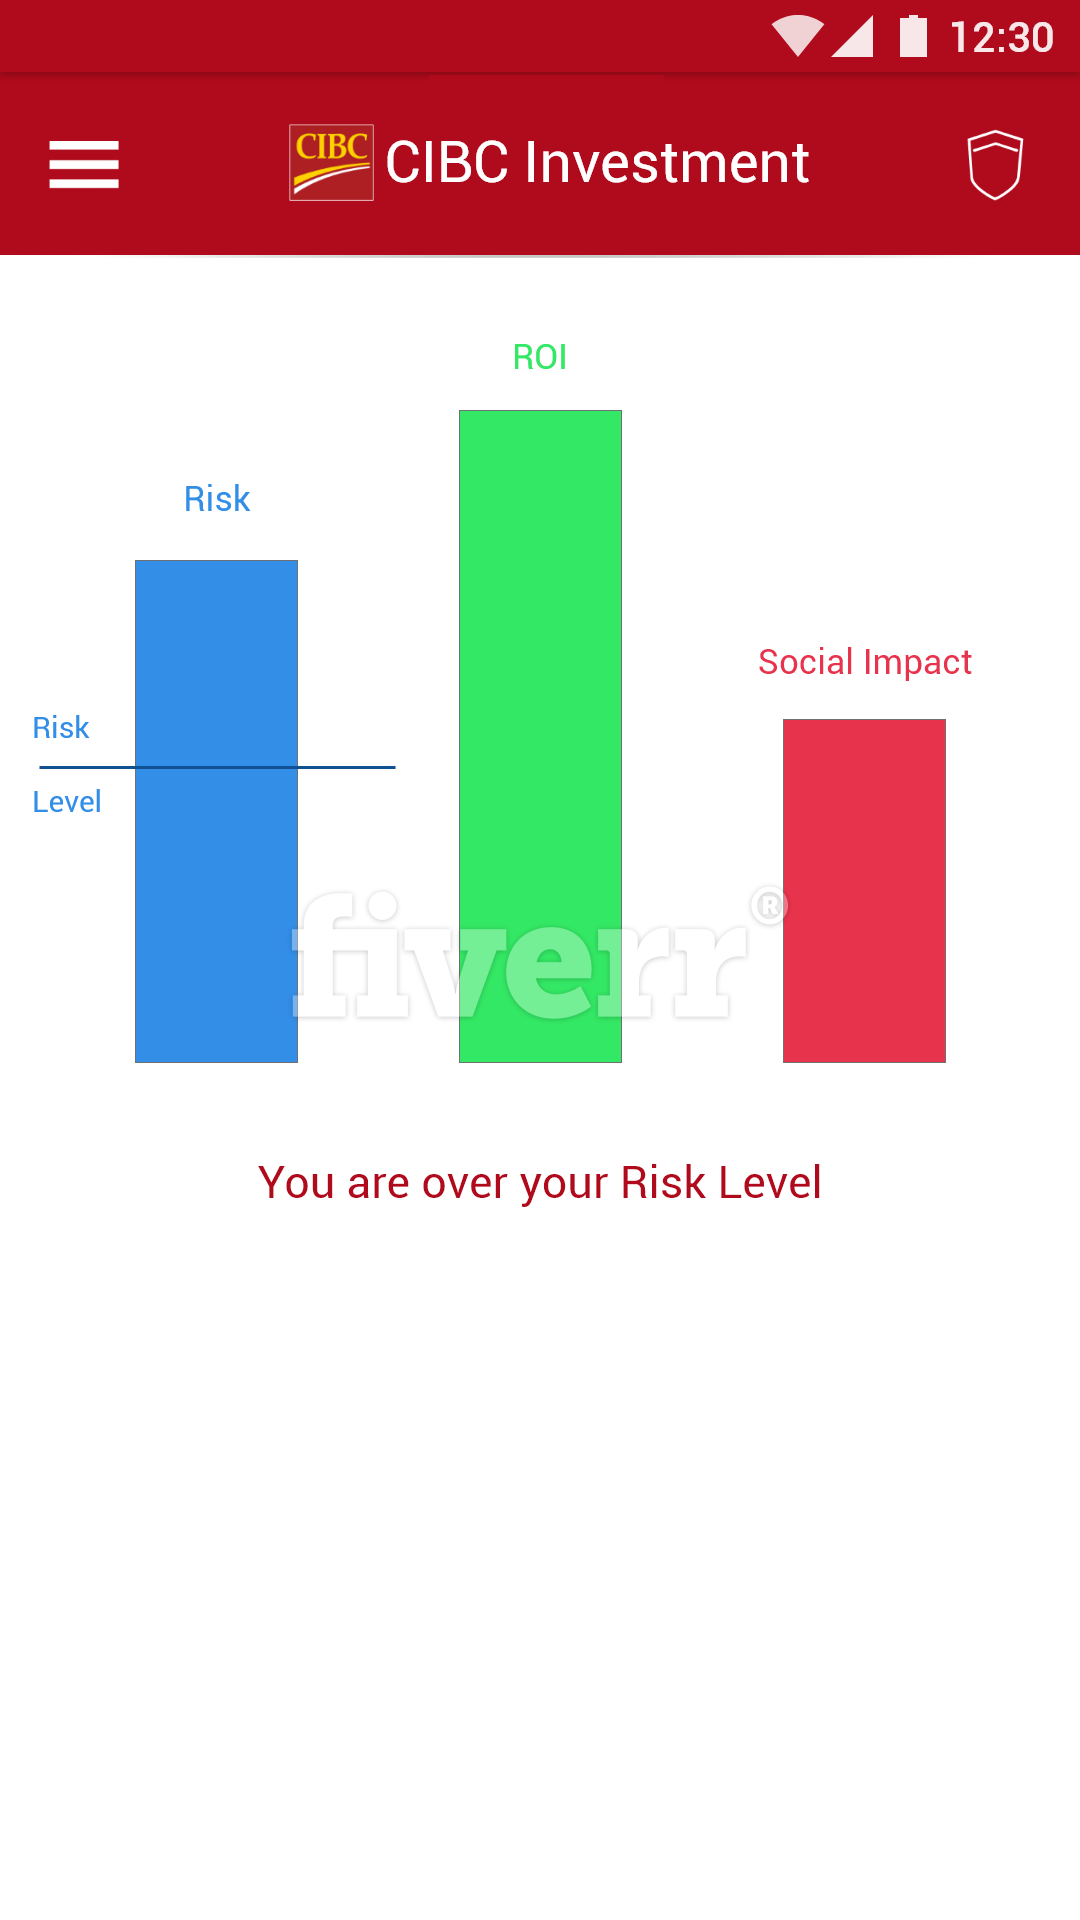 12:30
CIBC CIBC Investment
ROI
Risk
Social Impact
Risk
Level
fiverr®
You are over your Risk Level